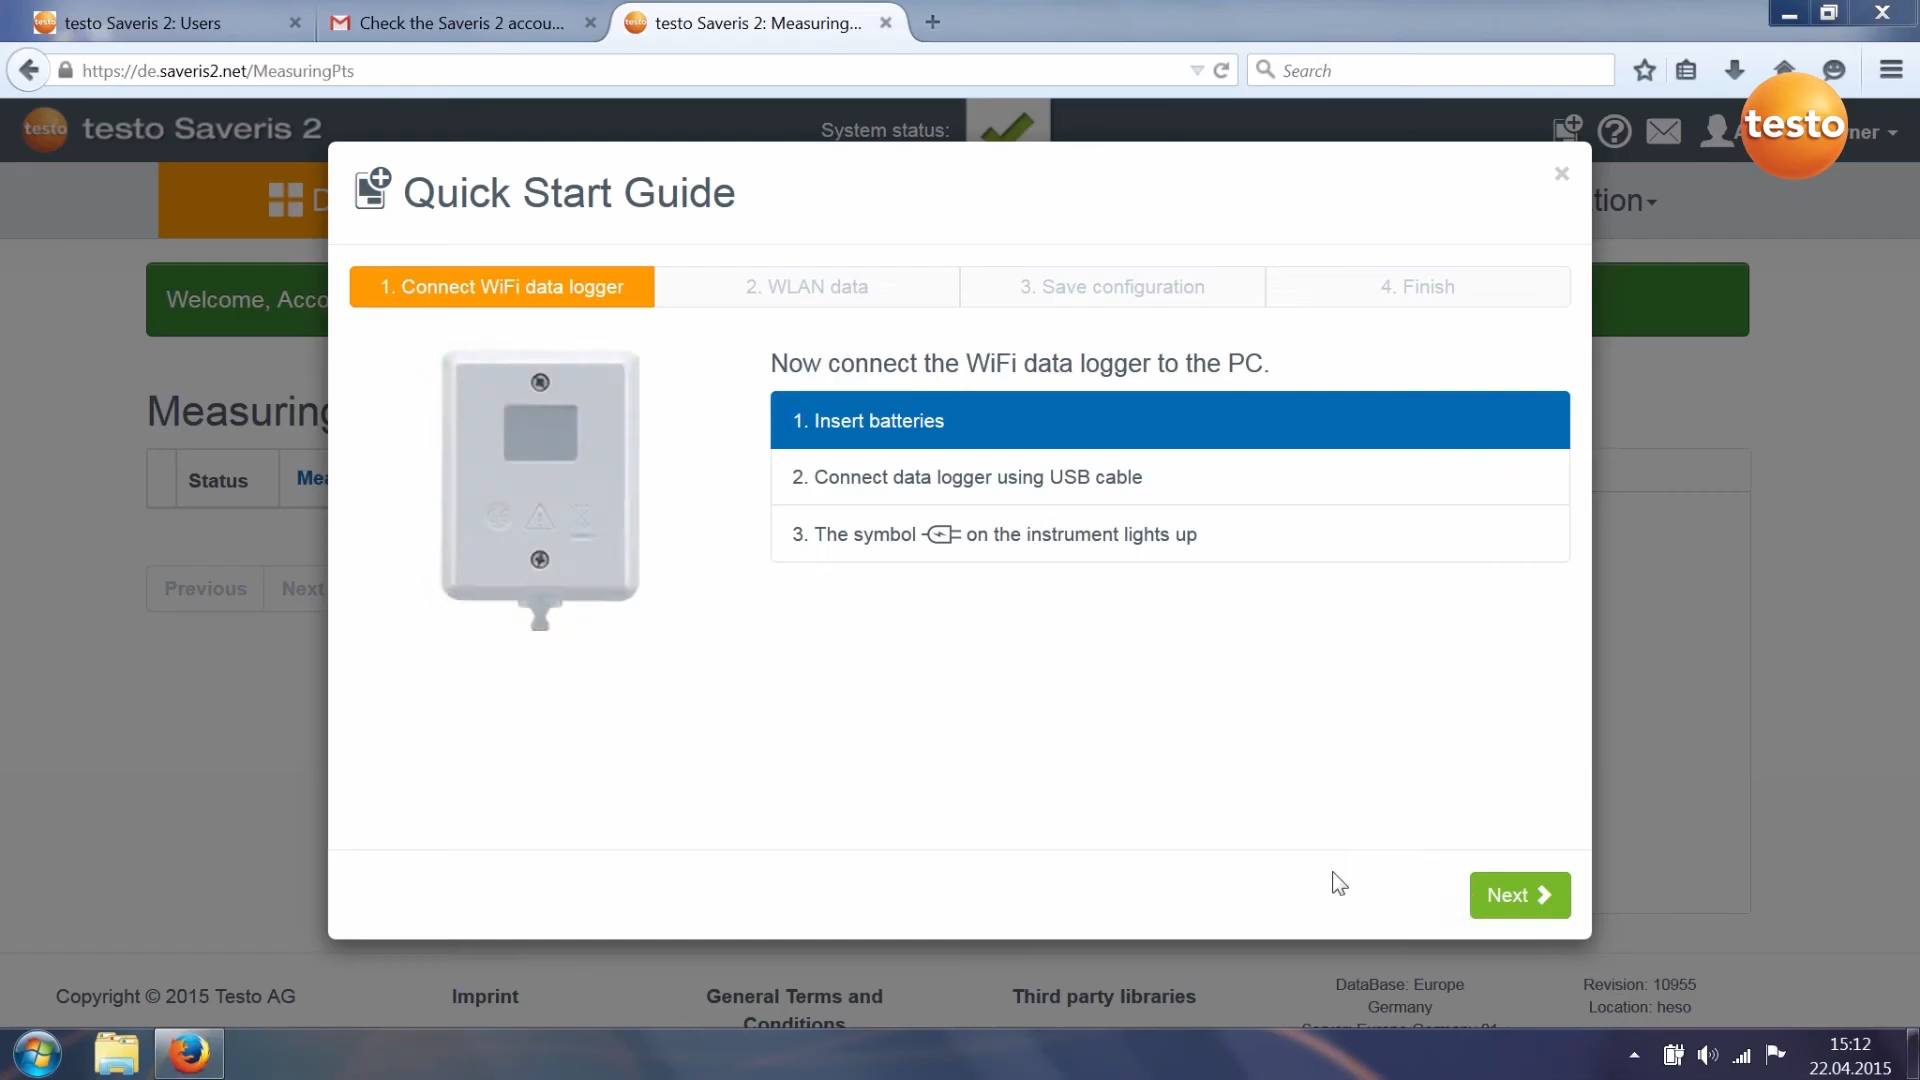 testo Saveris 2: Users
Check the Saveris 2 accou...
testo Saveris 2: Measuring...
https://de.saveris2.net/MeasuringPts
Search
testo
testo Saveris 2
System status:
ner
testo
D
tion
Quick Start Guide
1. Connect WiFi data logger
2. WLAN data
3. Save configuration
4. Finish
Welcome, Acco
Now connect the WiFi data logger to the PC.
Measuring
1. Insert batteries
Status
Mea
2. Connect data logger using USB cable
3. The symbol on the instrument lights up
Previous
Next
Next
Copyright © 2015 Testo AG
Imprint
General Terms and
Conditions
Third party libraries
DataBase: Europe
Germany
Revision: 10955
Location: heso
15:12
22.04.2015